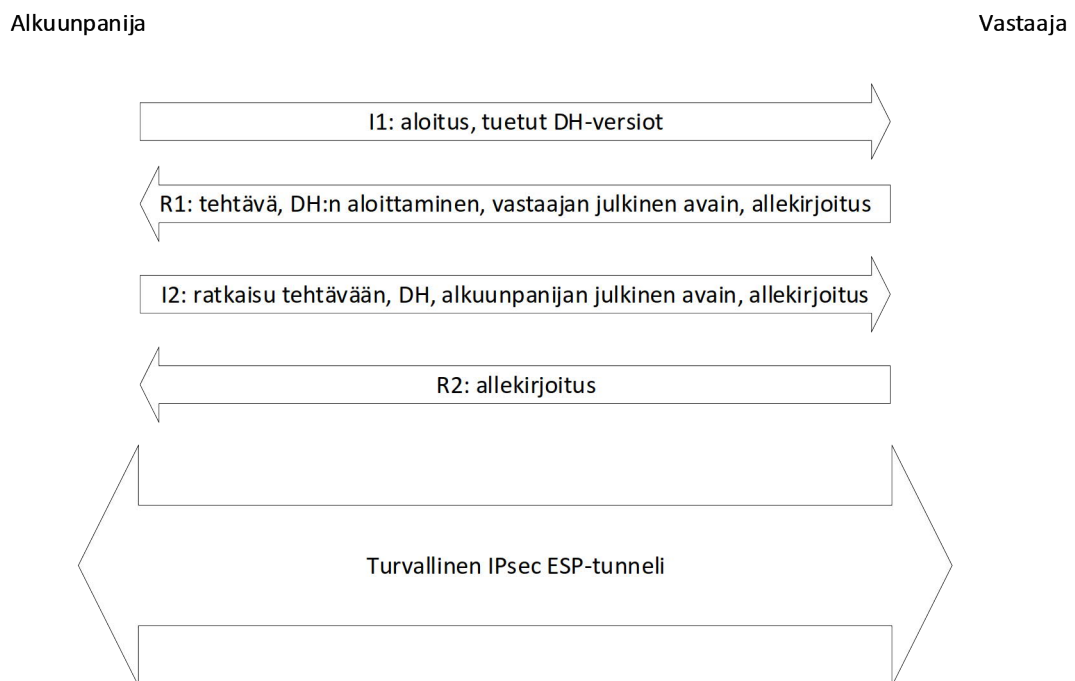 Alkuunpanija
Vastaaja
I1: aloitus, tuetut DH-versiot
R1: tehtävä, DH:n aloittaminen, vastaajan julkinen avain, allekirjoitus
I2: ratkaisu tehtävään, DH, alkuunpanijan julkinen avain, allekirjoitus
R2: allekirjoitus
Turvallinen IPsec ESP-tunneli